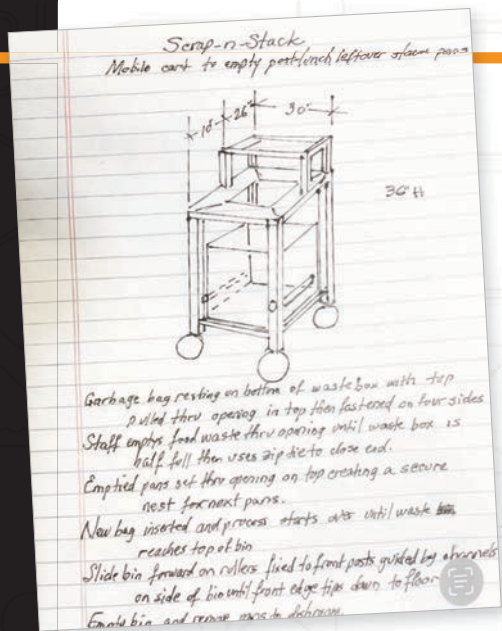 Scrap-n-Stack
Mobile cart to empty post-lunch leftover steam pans
18" 26" 30"
36" H
Garbage bag resting on bottom of waste box with top
pulled thru opening in top then fastened on four sides
Staff emptys food waste thru opening until waste box is
half full then uses zip tie to close end.
Emptied pans set thru opening on top creating a secure
nest for next pans.
New bag inserted and process starts over until waste
reaches top of bin
Slide bin forward on rollers fixed to front posts guided by channels
on side of bin until front edge tips down to floor
Empty bin and remove pans to dishroom